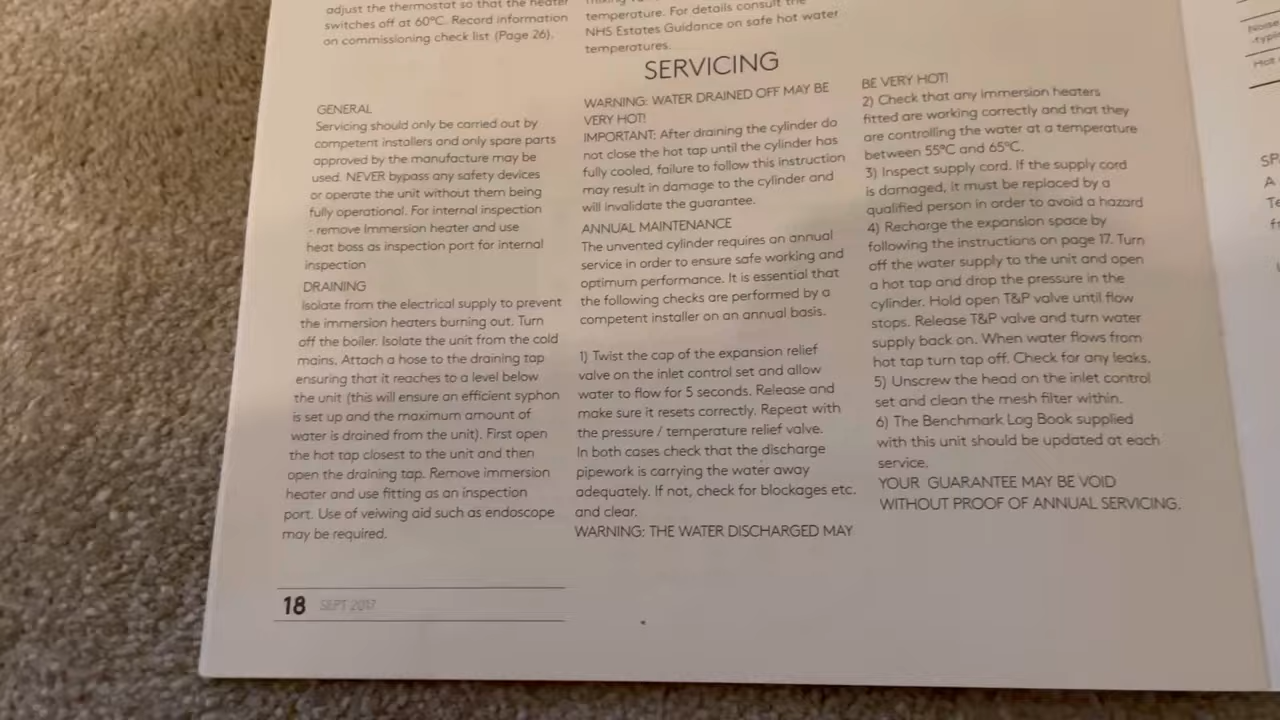 adjust the thermostat so that the heater
switches off at 60°C. Record information
on commissioning check list (Page 26).
temperature. For details consult the
NHS Estates Guidance on safe hot water
temperatures.
SERVICING
GENERAL
Servicing should only be carried out by
competent installers and only spare parts
approved by the manufacture may be
used. NEVER bypass any safety devices
or operate the unit without them being
fully operational. For internal inspection
- remove Immersion heater and use
heat boss as inspection port for internal
inspection
DRAINING
Isolate from the electrical supply to prevent
the immersion heaters burning out. Turn
off the boiler. Isolate the unit from the cold
mains. Attach a hose to the draining tap
ensuring that it reaches to a level below
the unit (this will ensure an efficient syphon
is set up and the maximum amount of
water is drained from the unit). First open
the hot tap closest to the unit and then
open the draining tap. Remove immersion
heater and use fitting as an inspection
port. Use of veiwing aid such as endoscope
may be required.
WARNING: WATER DRAINED OFF MAY BE
VERY HOT!
IMPORTANT: After draining the cylinder do
not close the hot tap until the cylinder has
fully cooled, failure to follow this instruction
may result in damage to the cylinder and
will invalidate the guarantee.
ANNUAL MAINTENANCE
The unvented cylinder requires an annual
service in order to ensure safe working and
optimum performance. It is essential that
the following checks are performed by a
competent installer on an annual basis.
1) Twist the cap of the expansion relief
valve on the inlet control set and allow
water to flow for 5 seconds. Release and
make sure it resets correctly. Repeat with
the pressure / temperature relief valve.
In both cases check that the discharge
pipework is carrying the water away
adequately. If not, check for blockages etc.
and clear.
WARNING: THE WATER DISCHARGED MAY
BE VERY HOT!
2) Check that any immersion heaters
fitted are working correctly and that they
are controlling the water at a temperature
between 55°C and 65°C.
3) Inspect supply cord. If the supply cord
is damaged, it must be replaced by a
qualified person in order to avoid a hazard
4) Recharge the expansion space by
following the instructions on page 17. Turn
off the water supply to the unit and open
a hot tap and drop the pressure in the
cylinder. Hold open T&P valve until flow
stops. Release T&P valve and turn water
supply back on. When water flows from
hot tap turn tap off. Check for any leaks.
5) Unscrew the head on the inlet control
set and clean the mesh filter within.
6) The Benchmark Log Book supplied
with this unit should be updated at each
service.
YOUR GUARANTEE MAY BE VOID
WITHOUT PROOF OF ANNUAL SERVICING.
18 SEPT 2017